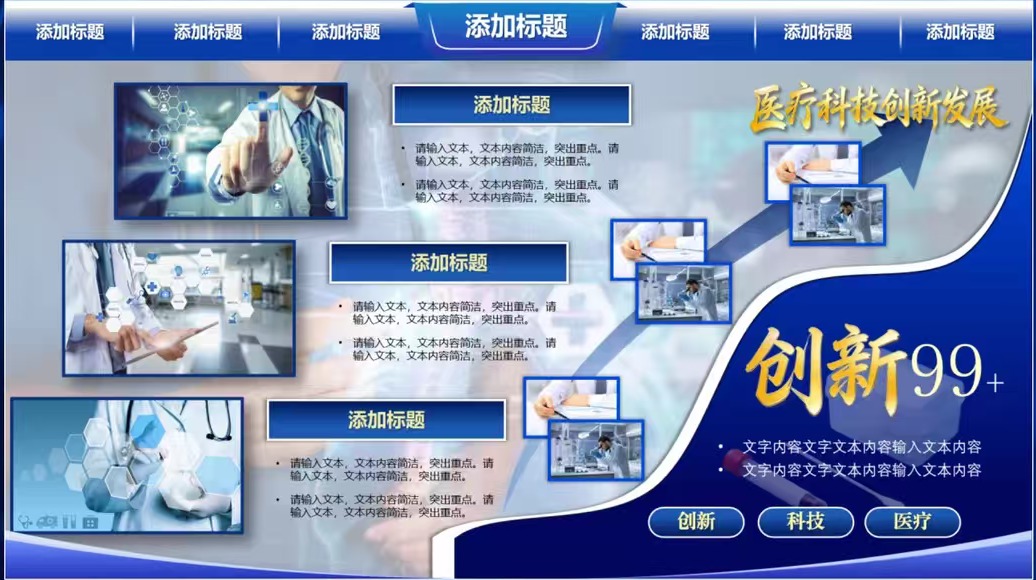 添加标题
添加标题
添加标题
添加标题
添加标题
添加标题
添加标题
添加标题
• 请输入文本，文本内容简洁，突出重点。请
输入文本，文本内容简洁，突出重点。
• 请输入文本，文本内容简洁，突出重点。请
输入文本，文本内容简洁，突出重点。
添加标题
• 请输入文本，文本内容简洁，突出重点。请
输入文本，文本内容简洁，突出重点。
• 请输入文本，文本内容简洁，突出重点。请
输入文本，文本内容简洁，突出重点。
添加标题
• 请输入文本，文本内容简洁，突出重点。请
输入文本，文本内容简洁，突出重点。
• 请输入文本，文本内容简洁，突出重点。请
输入文本，文本内容简洁，突出重点。
医疗科技创新发展
创新99+
• 文字内容文字文本内容输入文本内容
• 文字内容文字文本内容输入文本内容
创新
科技
医疗